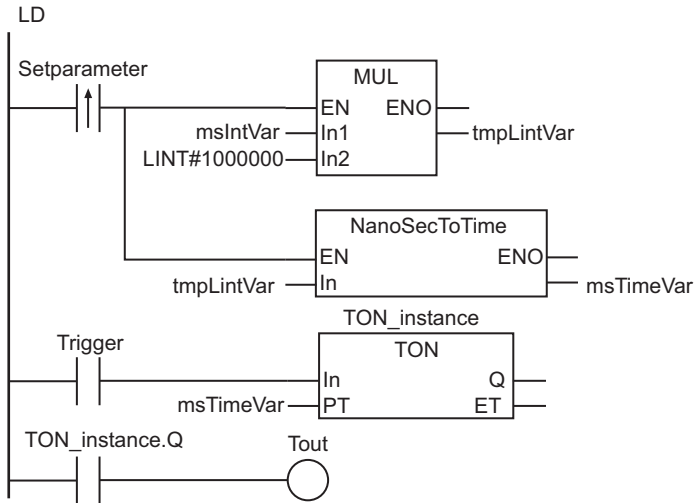 LD
Setparameter
MUL
EN ENO
msIntVar In1 tmpLintVar
LINT#1000000 In2
NanoSecToTime
EN ENO
tmpLintVar In msTimeVar
TON_instance
Trigger TON
In Q
msTimeVar PT ET
TON_instance.Q Tout